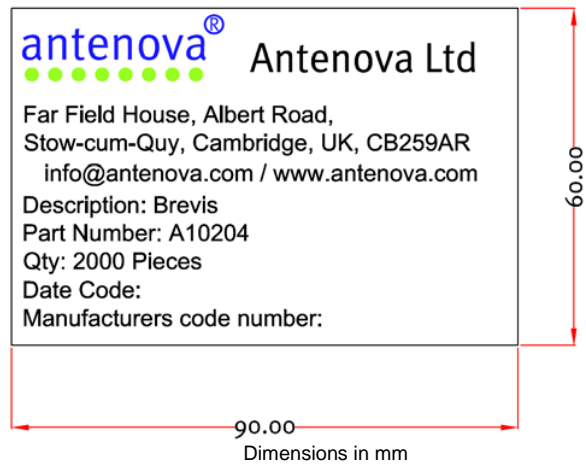 antenova® Antenova Ltd
Far Field House, Albert Road,
Stow-cum-Quy, Cambridge, UK, CB259AR
info@antenova.com / www.antenova.com
Description: Brevis
Part Number: A10204
Qty: 2000 Pieces
Date Code:
Manufacturers code number:
60.00
90.00
Dimensions in mm